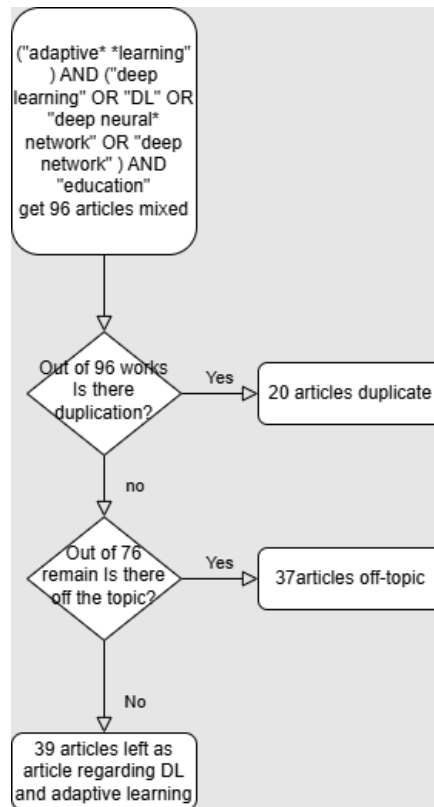 ("adaptive* *learning"
) AND ("deep
learning" OR "DL" OR
"deep neural*
network" OR "deep
network" ) AND
"education"
get 96 articles mixed
Out of 96 works
Is there
duplication?
Yes
20 articles duplicate
no
Out of 76
remain Is there
off the topic?
Yes
37articles off-topic
No
39 articles left as
article regarding DL
and adaptive learning